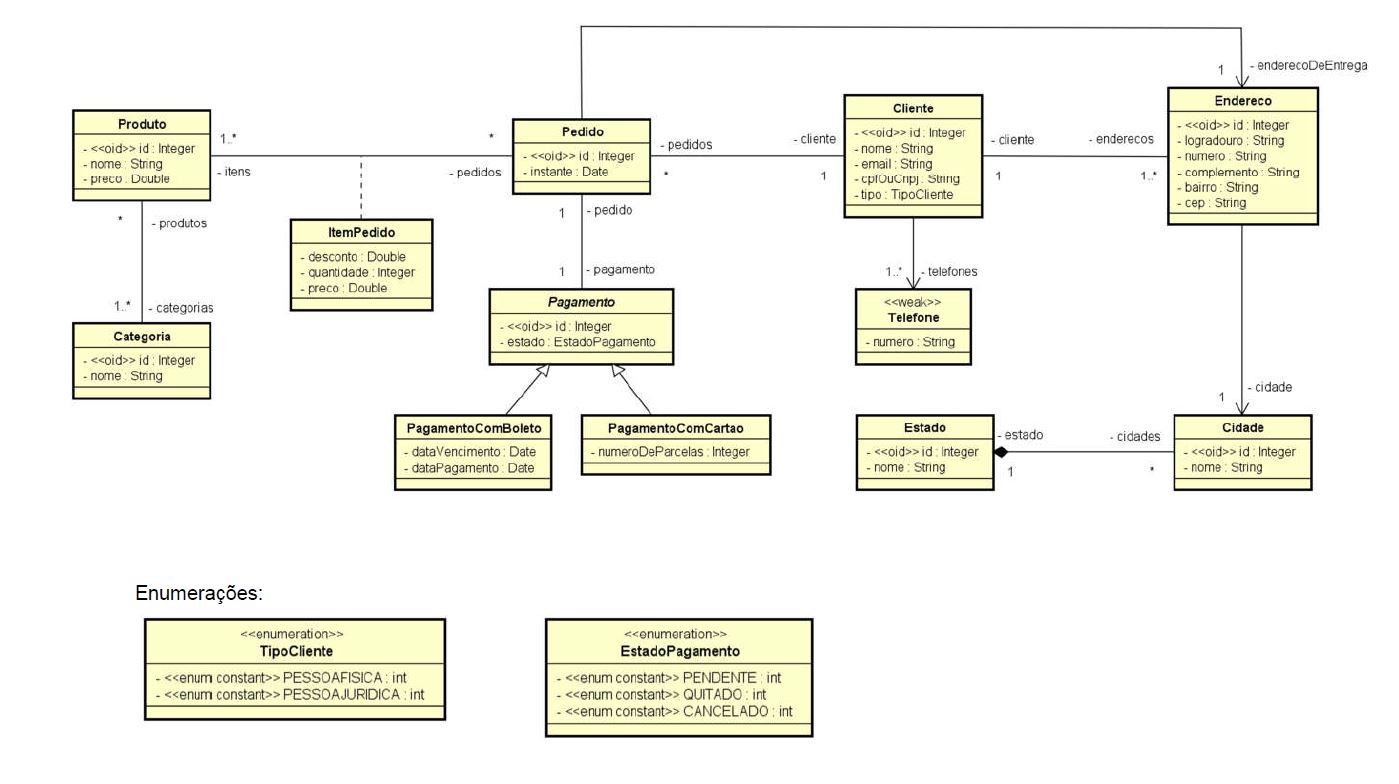 - enderecoDeEntrega
1
Produto
- <<oid>> id : Integer
- nome : String
- preco : Double
1..*
- itens
*
- pedidos
Pedido
- <<oid>> id : Integer
- instante : Date
- pedidos
*
- cliente
1
Cliente
- <<oid>> id : Integer
- nome : String
- email : String
- cpfOuCnpj : String
- tipo : TipoCliente
- cliente
1
- enderecos
1..*
Endereco
- <<oid>> id : Integer
- logradouro : String
- numero : String
- complemento : String
- bairro : String
- cep : String
*
- produtos
1..*
- categorias
Categoria
- <<oid>> id : Integer
- nome : String
ItemPedido
- desconto : Double
- quantidade : Integer
- preco : Double
1
- pedido
1
- pagamento
Pagamento
- <<oid>> id : Integer
- estado : EstadoPagamento
1..*
- telefones
<<weak>>
Telefone
- numero : String
PagamentoComBoleto
- dataVencimento : Date
- dataPagamento : Date
PagamentoComCartao
- numeroDeParcelas : Integer
- cidade
1
Estado
- <<oid>> id : Integer
- nome : String
- estado
1
- cidades
*
Cidade
- <<oid>> id : Integer
- nome : String
Enumerações:
<<enumeration>>
TipoCliente
- <<enum constant>> PESSOAFISICA : int
- <<enum constant>> PESSOAJURIDICA : int
<<enumeration>>
EstadoPagamento
- <<enum constant>> PENDENTE : int
- <<enum constant>> QUITADO : int
- <<enum constant>> CANCELADO : int